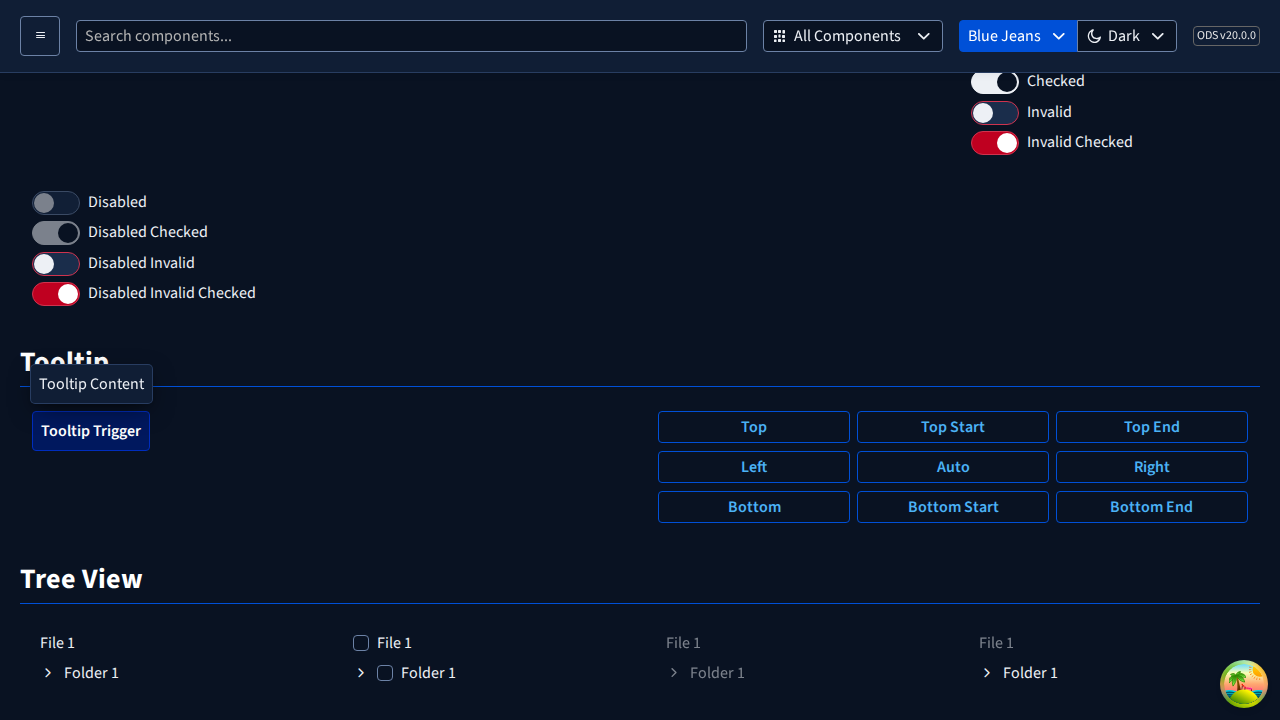 Search components...
All Components
Blue Jeans
Dark
ODS v20.0.0
Checked
Invalid
Invalid Checked
Disabled
Disabled Checked
Disabled Invalid
Disabled Invalid Checked
Tooltip
Tooltip Content
Tooltip Trigger
Top
Top Start
Top End
Left
Auto
Right
Bottom
Bottom Start
Bottom End
Tree View
File 1
File 1
File 1
File 1
Folder 1
Folder 1
Folder 1
Folder 1